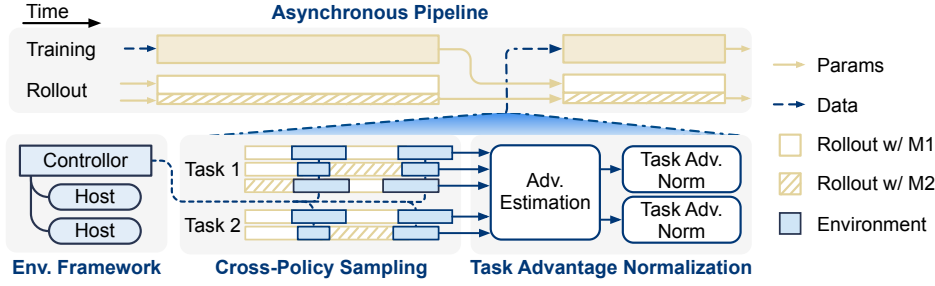 Time
Asynchronous Pipeline
Training
Rollout
Params
Data
Rollout w/ M1
Rollout w/ M2
Environment
Controllor
Host
Host
Env. Framework
Task 1
Task 2
Cross-Policy Sampling
Adv.
Estimation
Task Adv.
Norm
Task Adv.
Norm
Task Advantage Normalization